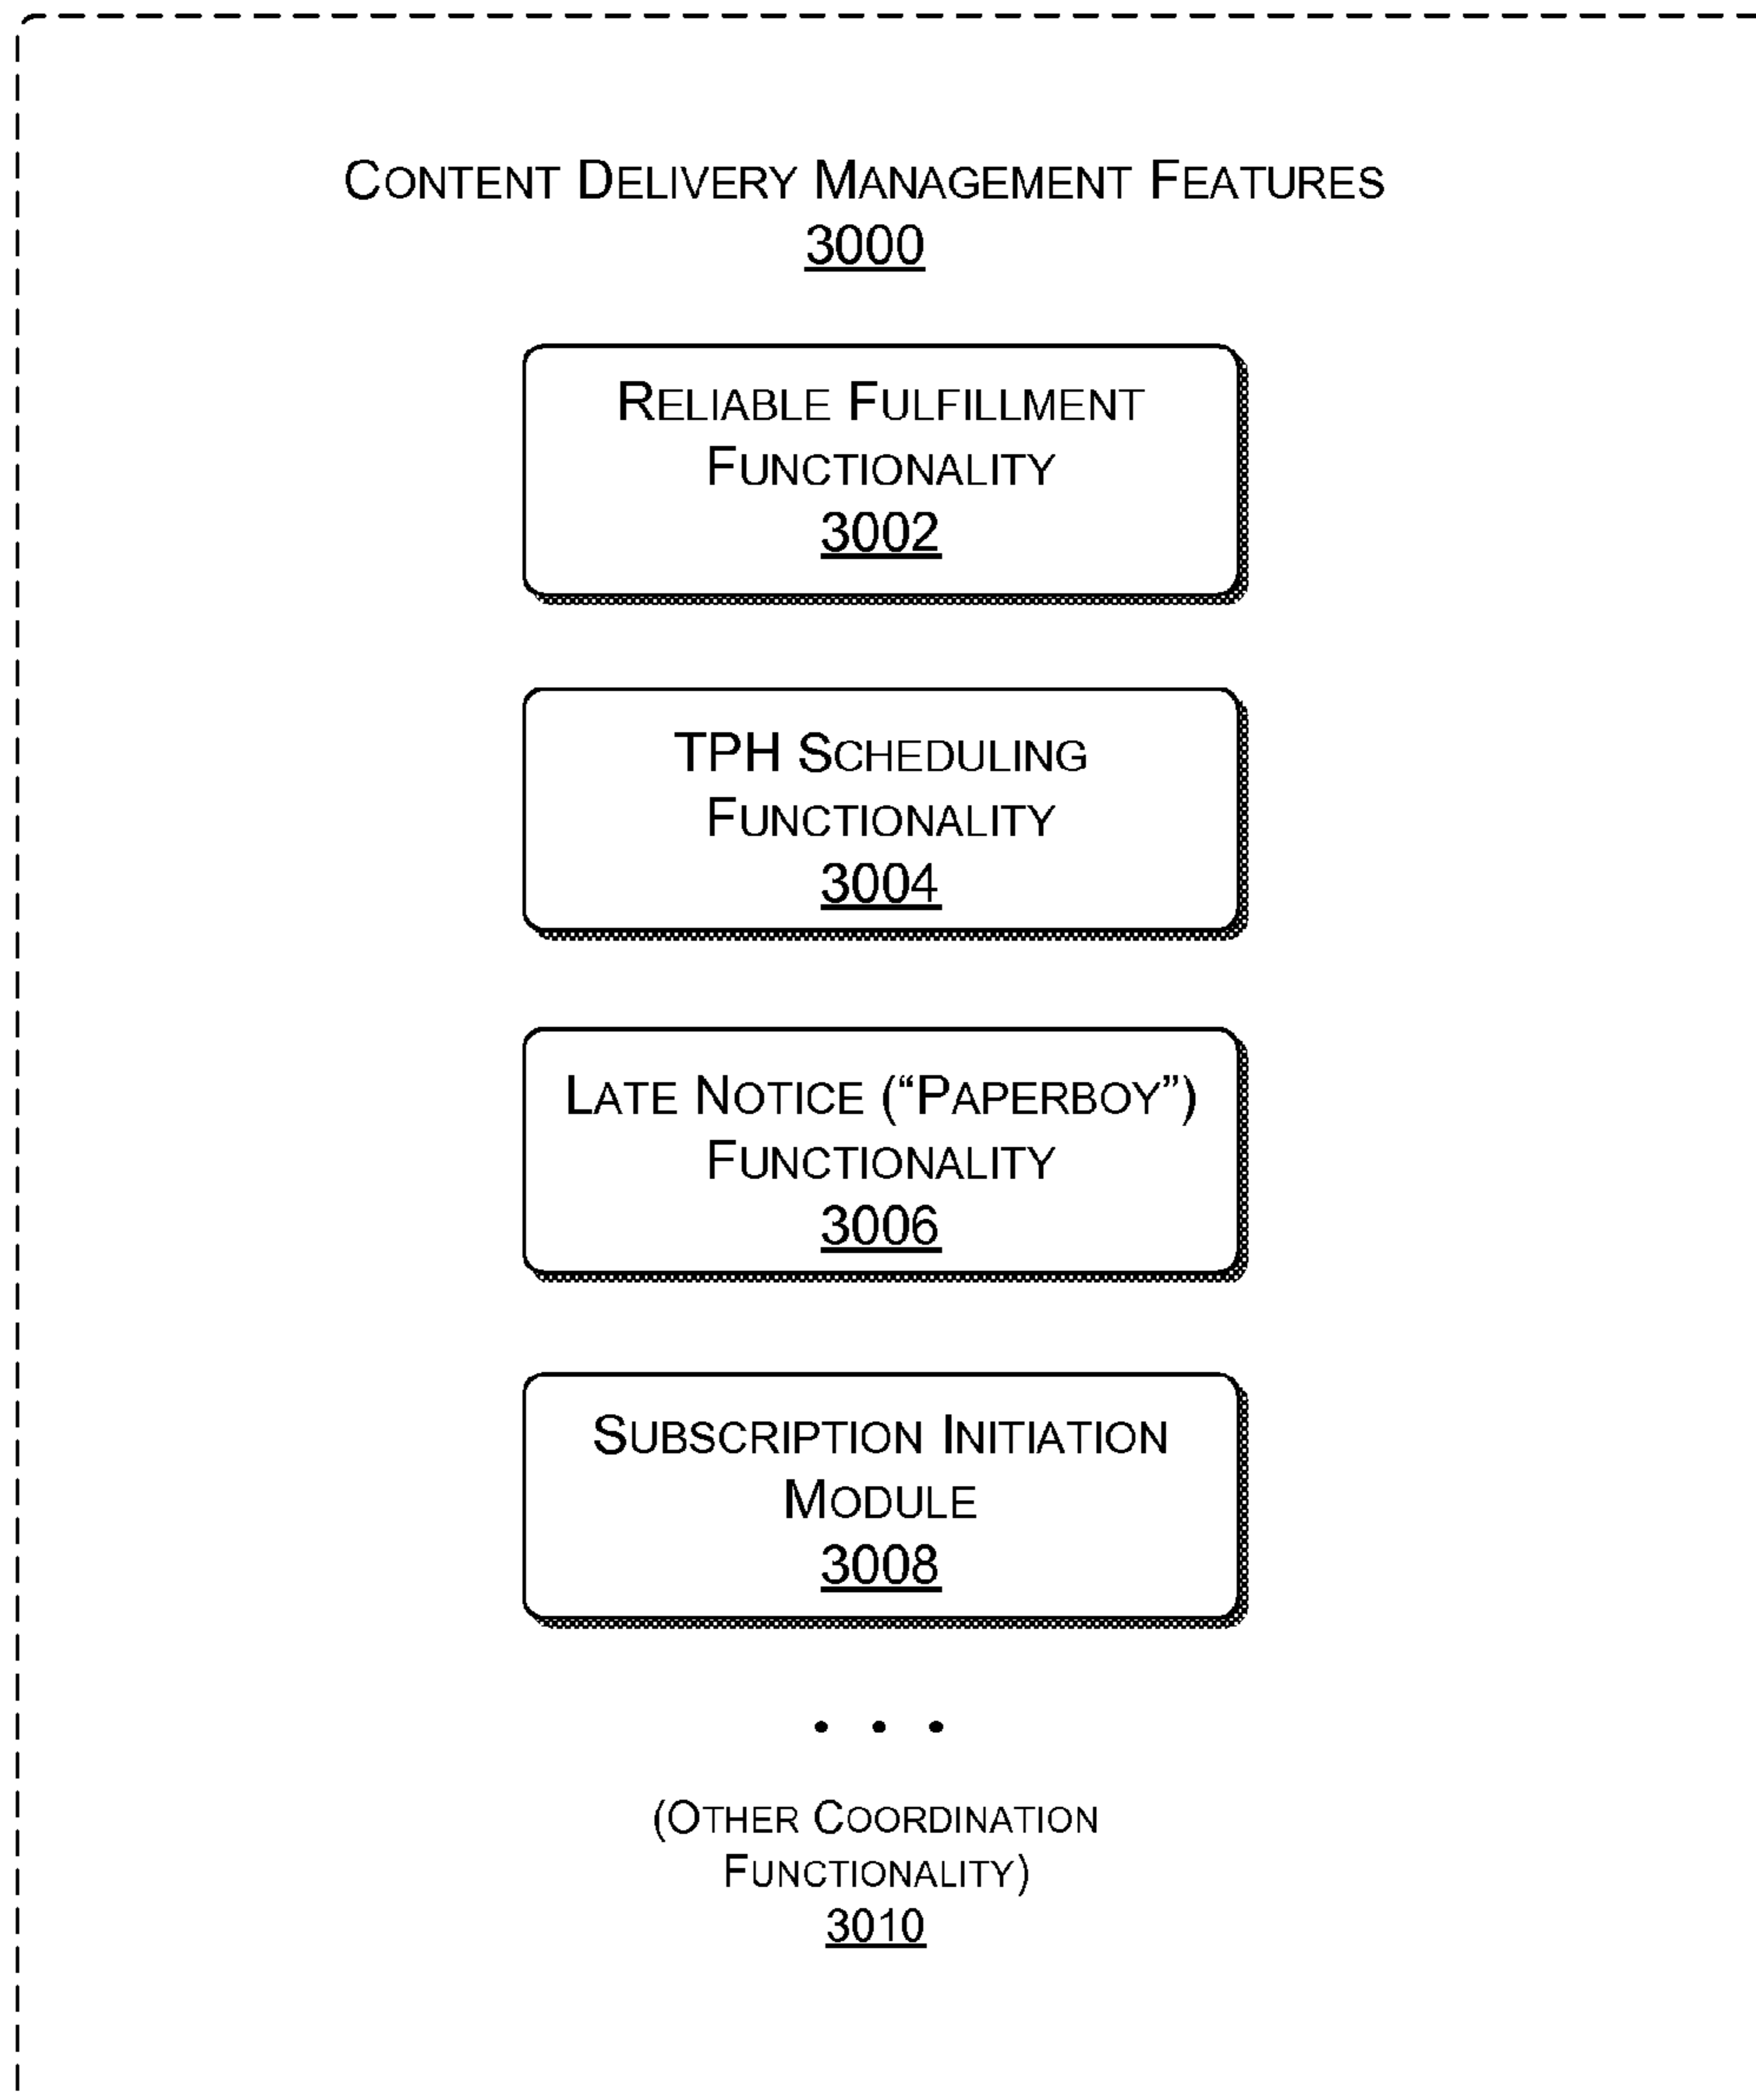 CONTENT DELIVERY MANAGEMENT FEATURES
3000
RELIABLE FULFILLMENT
FUNCTIONALITY
3002
TPH SCHEDULING
FUNCTIONALITY
3004
LATE NOTICE (“PAPERBOY”)
FUNCTIONALITY
3006
SUBSCRIPTION INITIATION
MODULE
3008
• • •
(OTHER COORDINATION
FUNCTIONALITY)
3010